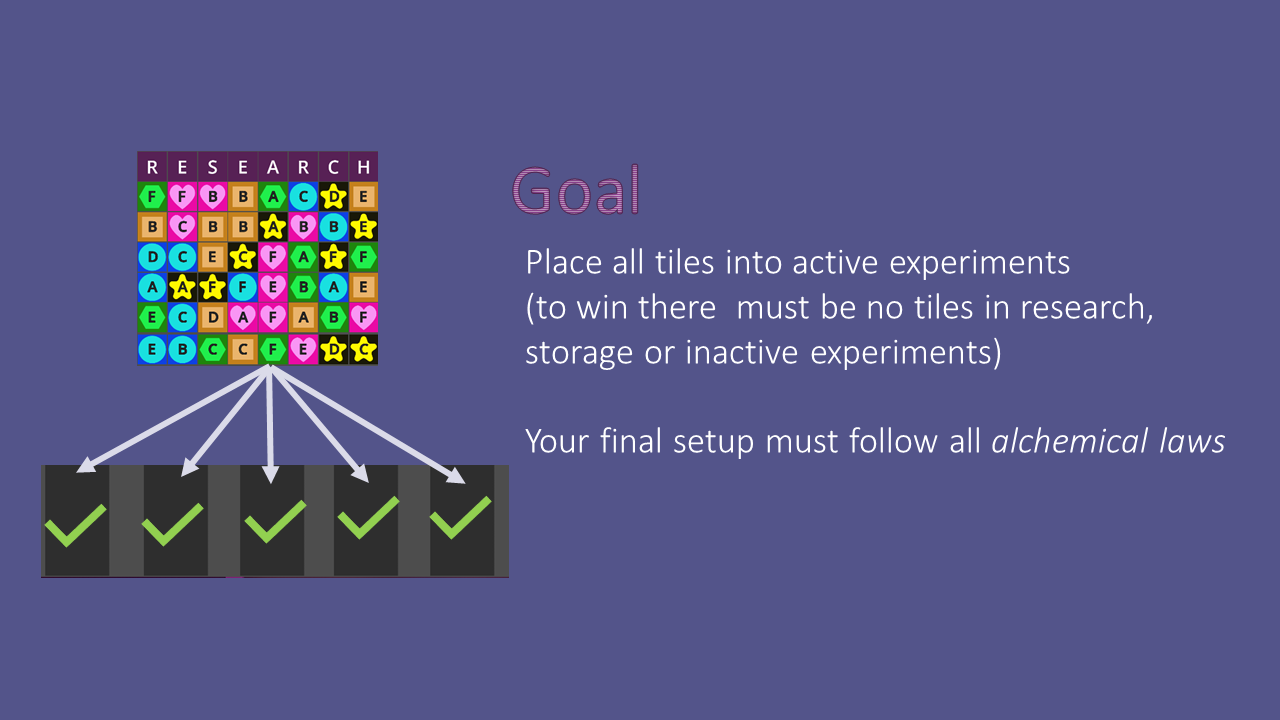 R E S E A R C H
F F B B A C D E
B C B B A B B E
D C E C F A F F
A A F F E B A E
E C D A F A B F
E B C C F E D C
Goal
Place all tiles into active experiments
(to win there must be no tiles in research,
storage or inactive experiments)
Your final setup must follow all alchemical laws